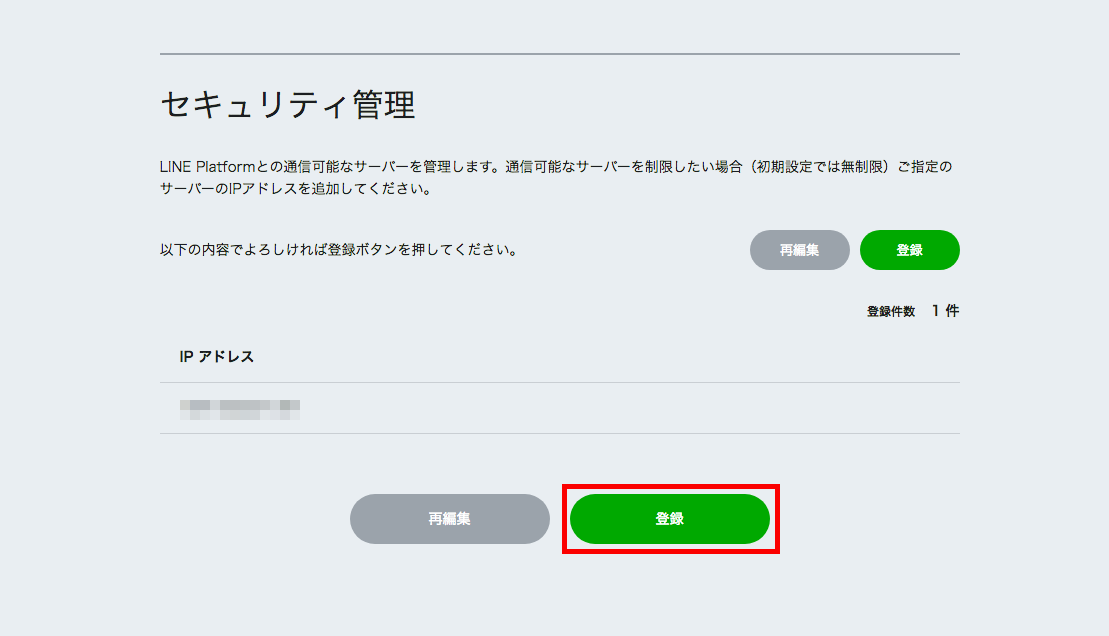 セキュリティ管理
LINE Platformとの通信可能なサーバーを管理します。通信可能なサーバーを制限したい場合（初期設定では無制限）ご指定の
サーバーのIPアドレスを追加してください。
以下の内容でよろしければ登録ボタンを押してください。
再編集
登録
登録件数 1 件
IP アドレス
再編集
登録